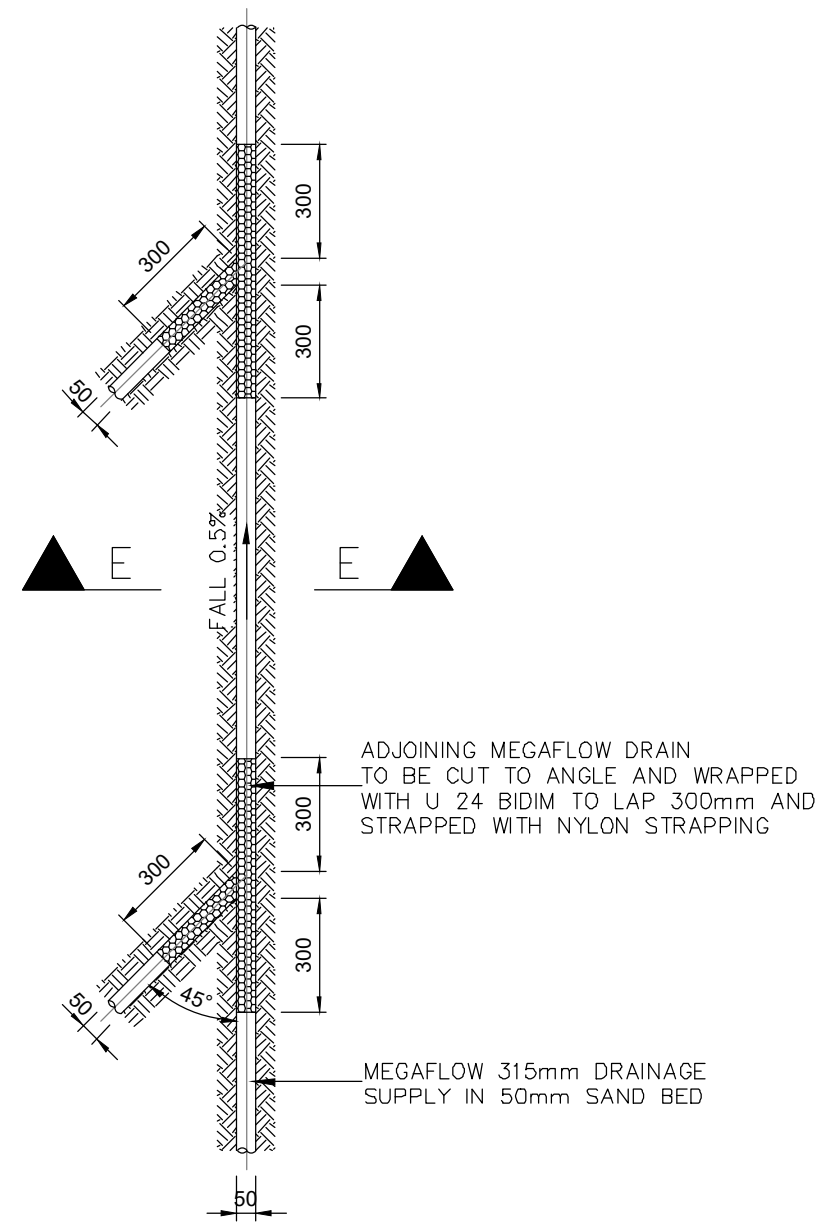 300
300
300
50
FALL 0.5%
E
E
ADJOINING MEGAFLOW DRAIN
TO BE CUT TO ANGLE AND WRAPPED
WITH U 24 BIDIM TO LAP 300mm AND
STRAPPED WITH NYLON STRAPPING
300
300
300
50
45°
MEGAFLOW 315mm DRAINAGE
SUPPLY IN 50mm SAND BED
50